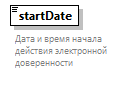 startDate
Дата и время начала
действия электронной
доверенности